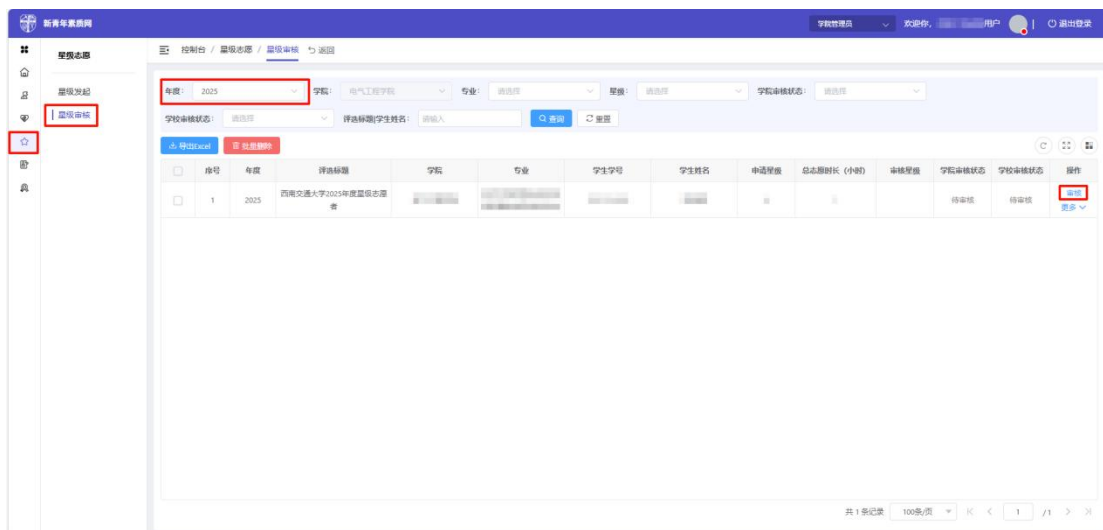 新青年素质网
学院管理员
欢迎你,
用户
退出登录
星级志愿
星级发起
星级审核
控制台 / 星级志愿 / 星级审核 返回
年度: 2025 学院: 电气工程学院 专业: 请选择 星级: 请选择 学院审核状态: 请选择
学校审核状态: 请选择 评选标题|学生姓名: 请输入 查询 重置
导出Excel 批量删除
序号 年度 评选标题 学院 专业 学生学号 学生姓名 申请星级 总志愿时长(小时) 审核星级 学院审核状态 学校审核状态 操作
1 2025 西南交通大学2025年度星级志愿者 待审核 待审核 审核
更多
共 1 条记录 100条/页 1 /1